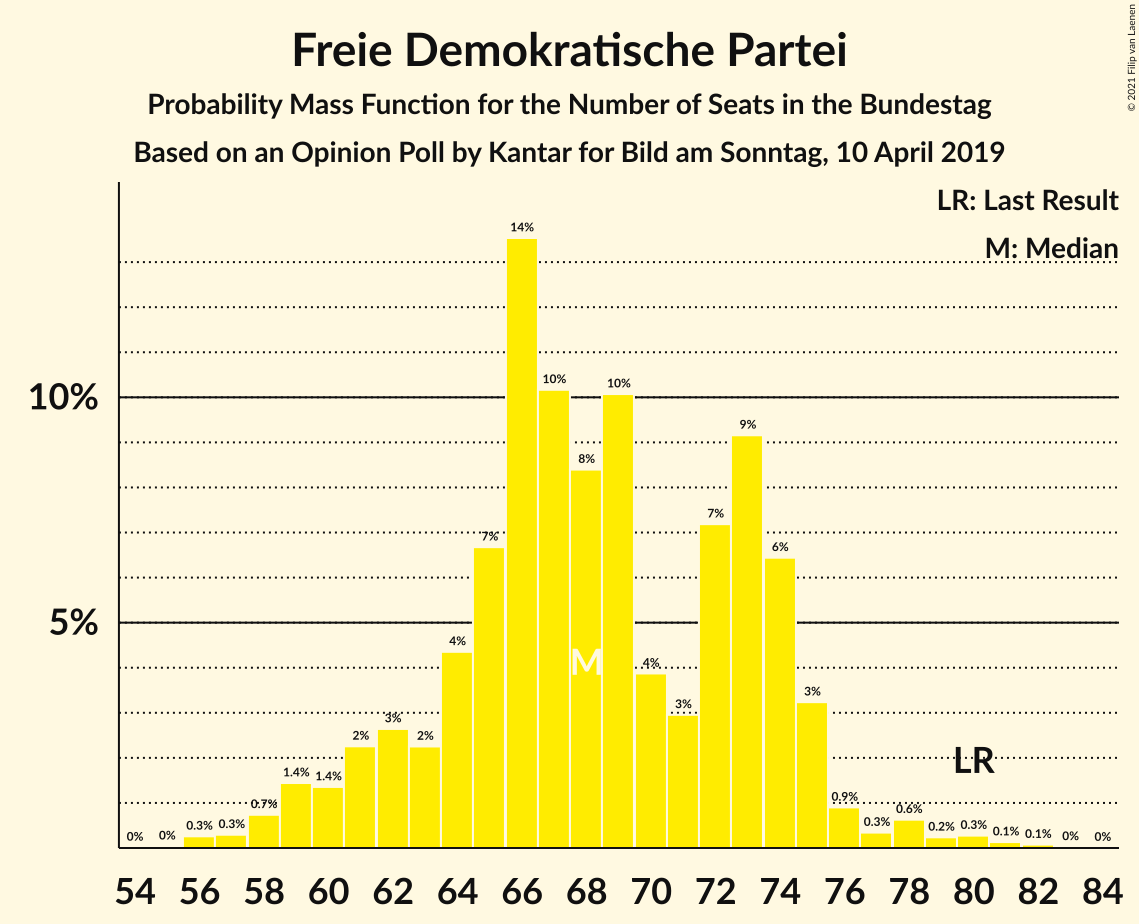 Freie Demokratische Partei
Probability Mass Function for the Number of Seats in the Bundestag
Based on an Opinion Poll by Kantar for Bild am Sonntag, 10 April 2019
© 2021 Filip van Laenen
LR: Last Result
M: Median
10%
5%
0% 0% 0.3% 0.3% 0.7% 1.4% 1.4% 2% 3% 2% 4% 7% 14% 10% 8% 10% 4% 3% 7% 9% 6% 3% 0.9% 0.3% 0.6% 0.2% 0.3% 0.1% 0.1% 0% 0%
M
LR
54 56 58 60 62 64 66 68 70 72 74 76 78 80 82 84